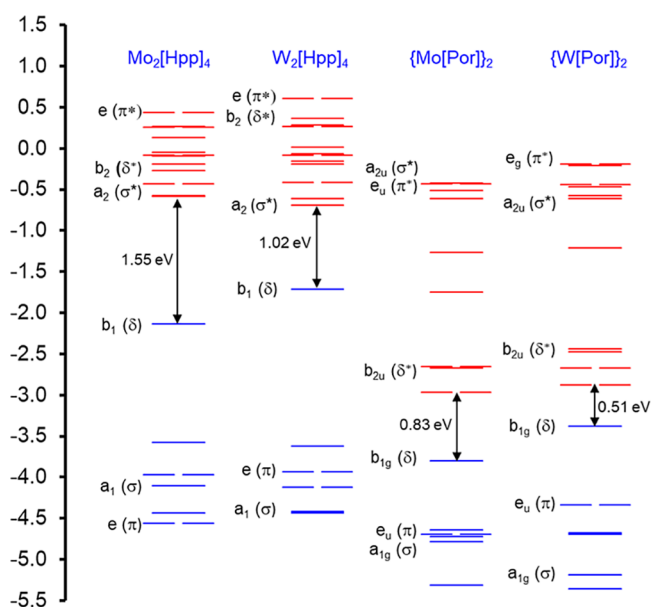 1.5
1.0
0.5
0.0
-0.5
-1.0
-1.5
-2.0
-2.5
-3.0
-3.5
-4.0
-4.5
-5.0
-5.5
Mo₂[Hpp]₄
e (π*)
b₂ (δ*)
a₂ (σ*)
1.55 eV
b₁ (δ)
a₁ (σ)
e (π)
W₂[Hpp]₄
e (π*)
b₂ (δ*)
a₂ (σ*)
1.02 eV
b₁ (δ)
e (π)
a₁ (σ)
{Mo[Por]}₂
a₂ᵤ (σ*)
eᵤ (π*)
b₂ᵤ (δ*)
0.83 eV
b₁g (δ)
eᵤ (π)
a₁g (σ)
{W[Por]}₂
eg (π*)
a₂ᵤ (σ*)
b₂ᵤ (δ*)
0.51 eV
b₁g (δ)
eᵤ (π)
a₁g (σ)